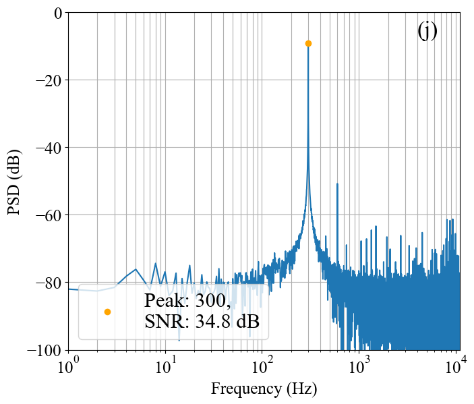 (j)
0
−20
−40
−60
−80
−100
PSD (dB)
Peak: 300,
SNR: 34.8 dB
10⁰
10¹
10²
10³
10⁴
Frequency (Hz)